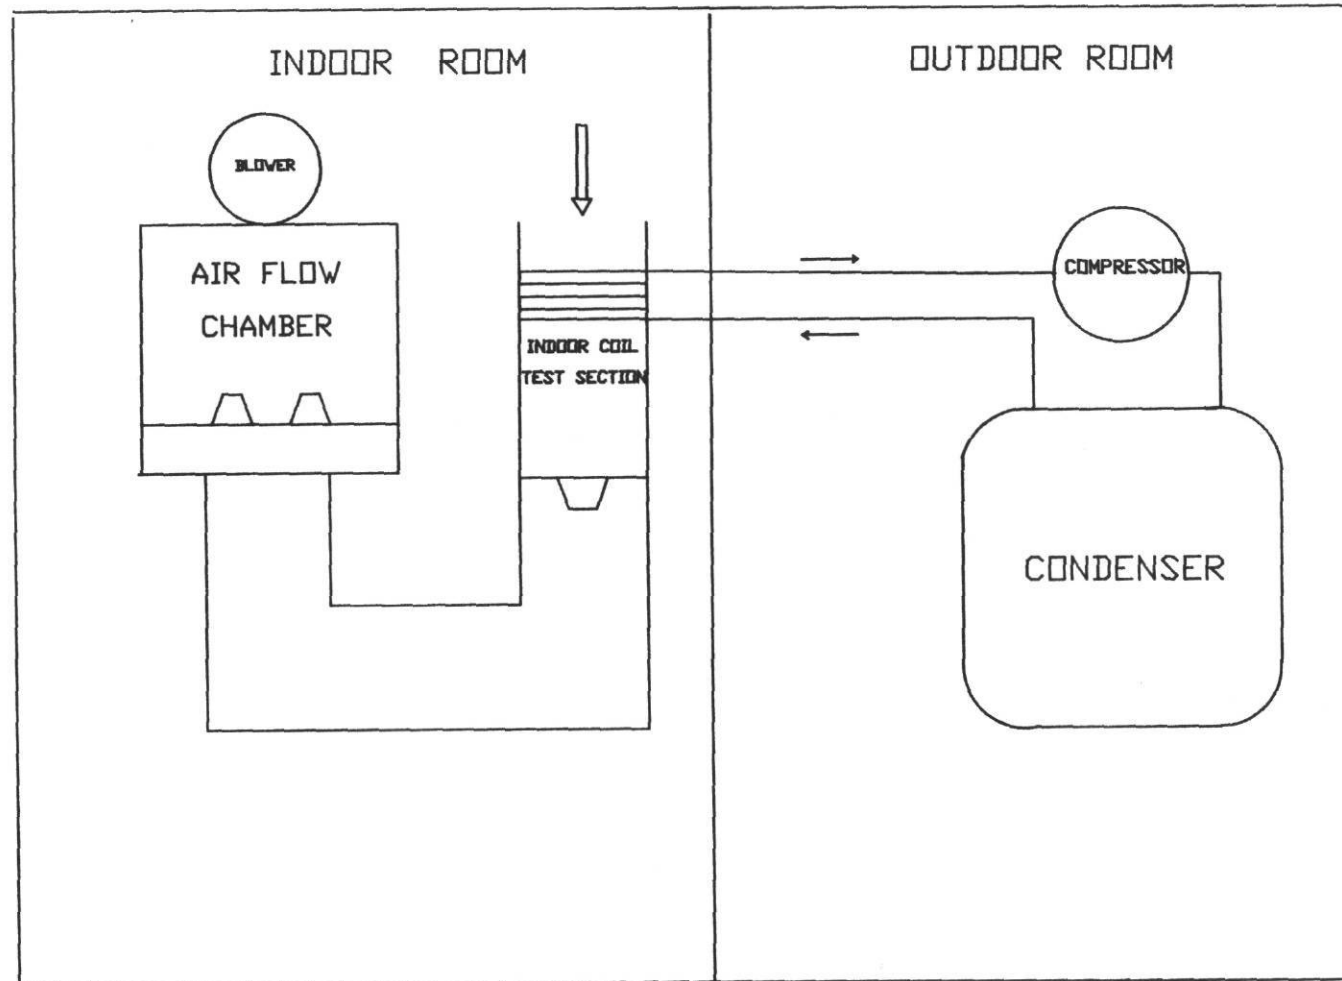 INDOOR ROOM
OUTDOOR ROOM
BLOWER
AIR FLOW
CHAMBER
COMPRESSOR
INDOOR COIL
TEST SECTION
CONDENSER